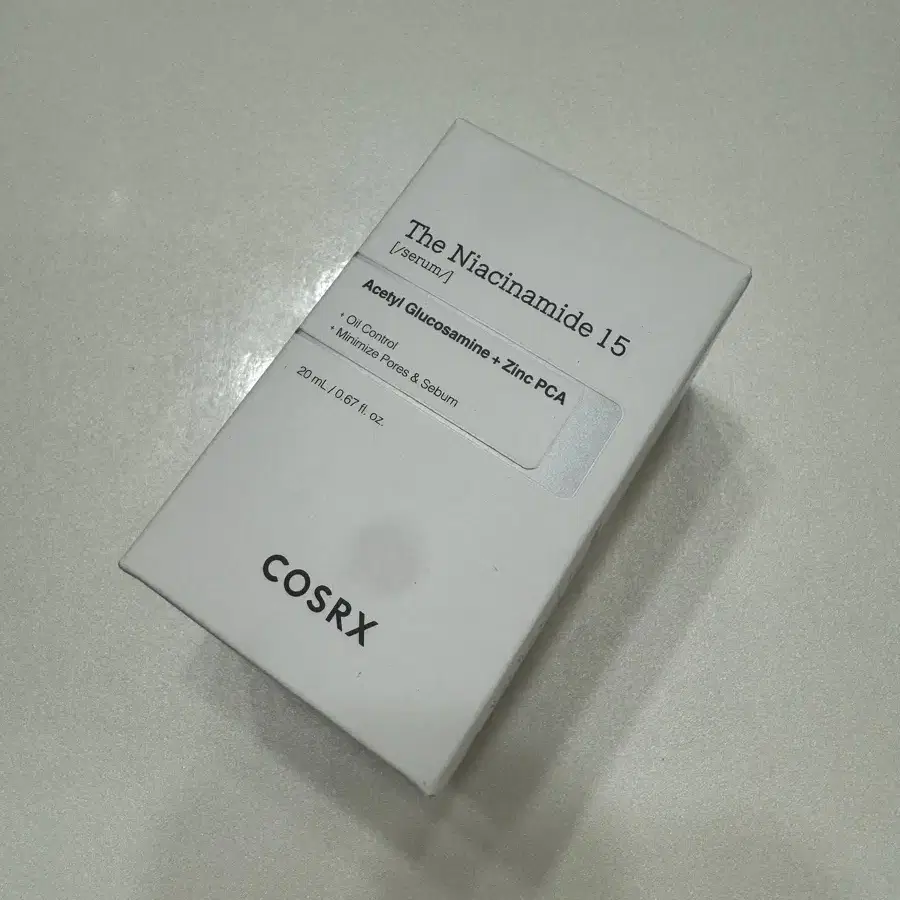 The Niacinamide 15
[/serum/]
Acetyl Glucosamine + Zinc PCA
+ Oil Control
+ Minimize Pores & Sebum
20 mL / 0.67 fl. oz.
COSRX